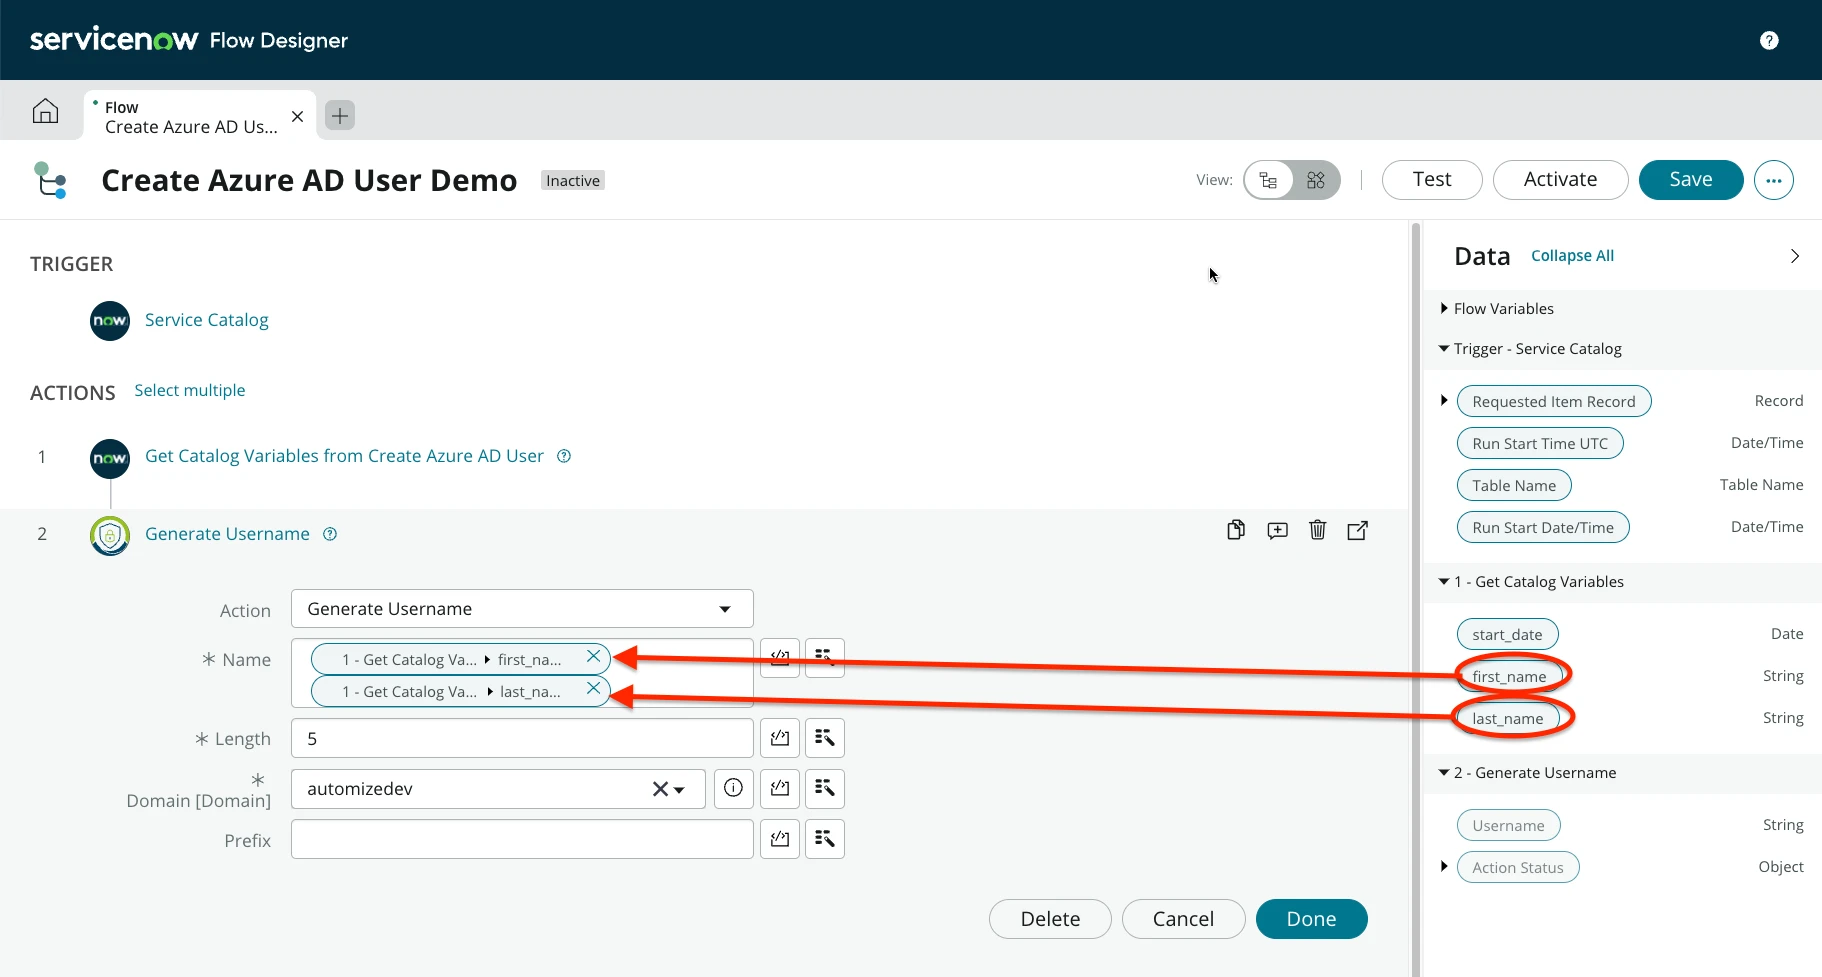 servicenow Flow Designer
?
Flow
Create Azure AD Us...
Create Azure AD User Demo
Inactive
View:
Test
Activate
Save
TRIGGER
now
Service Catalog
ACTIONS
Select multiple
1
now
Get Catalog Variables from Create Azure AD User
?
2
Generate Username
?
Action
Generate Username
* Name
1 - Get Catalog Va... ▸ first_na...
1 - Get Catalog Va... ▸ last_na...
* Length
5
*
Domain [Domain]
automizedev
Prefix
Delete
Cancel
Done
Data
Collapse All
Flow Variables
Trigger - Service Catalog
Requested Item Record
Record
Run Start Time UTC
Date/Time
Table Name
Table Name
Run Start Date/Time
Date/Time
1 - Get Catalog Variables
start_date
Date
first_name
String
last_name
String
2 - Generate Username
Username
String
Action Status
Object